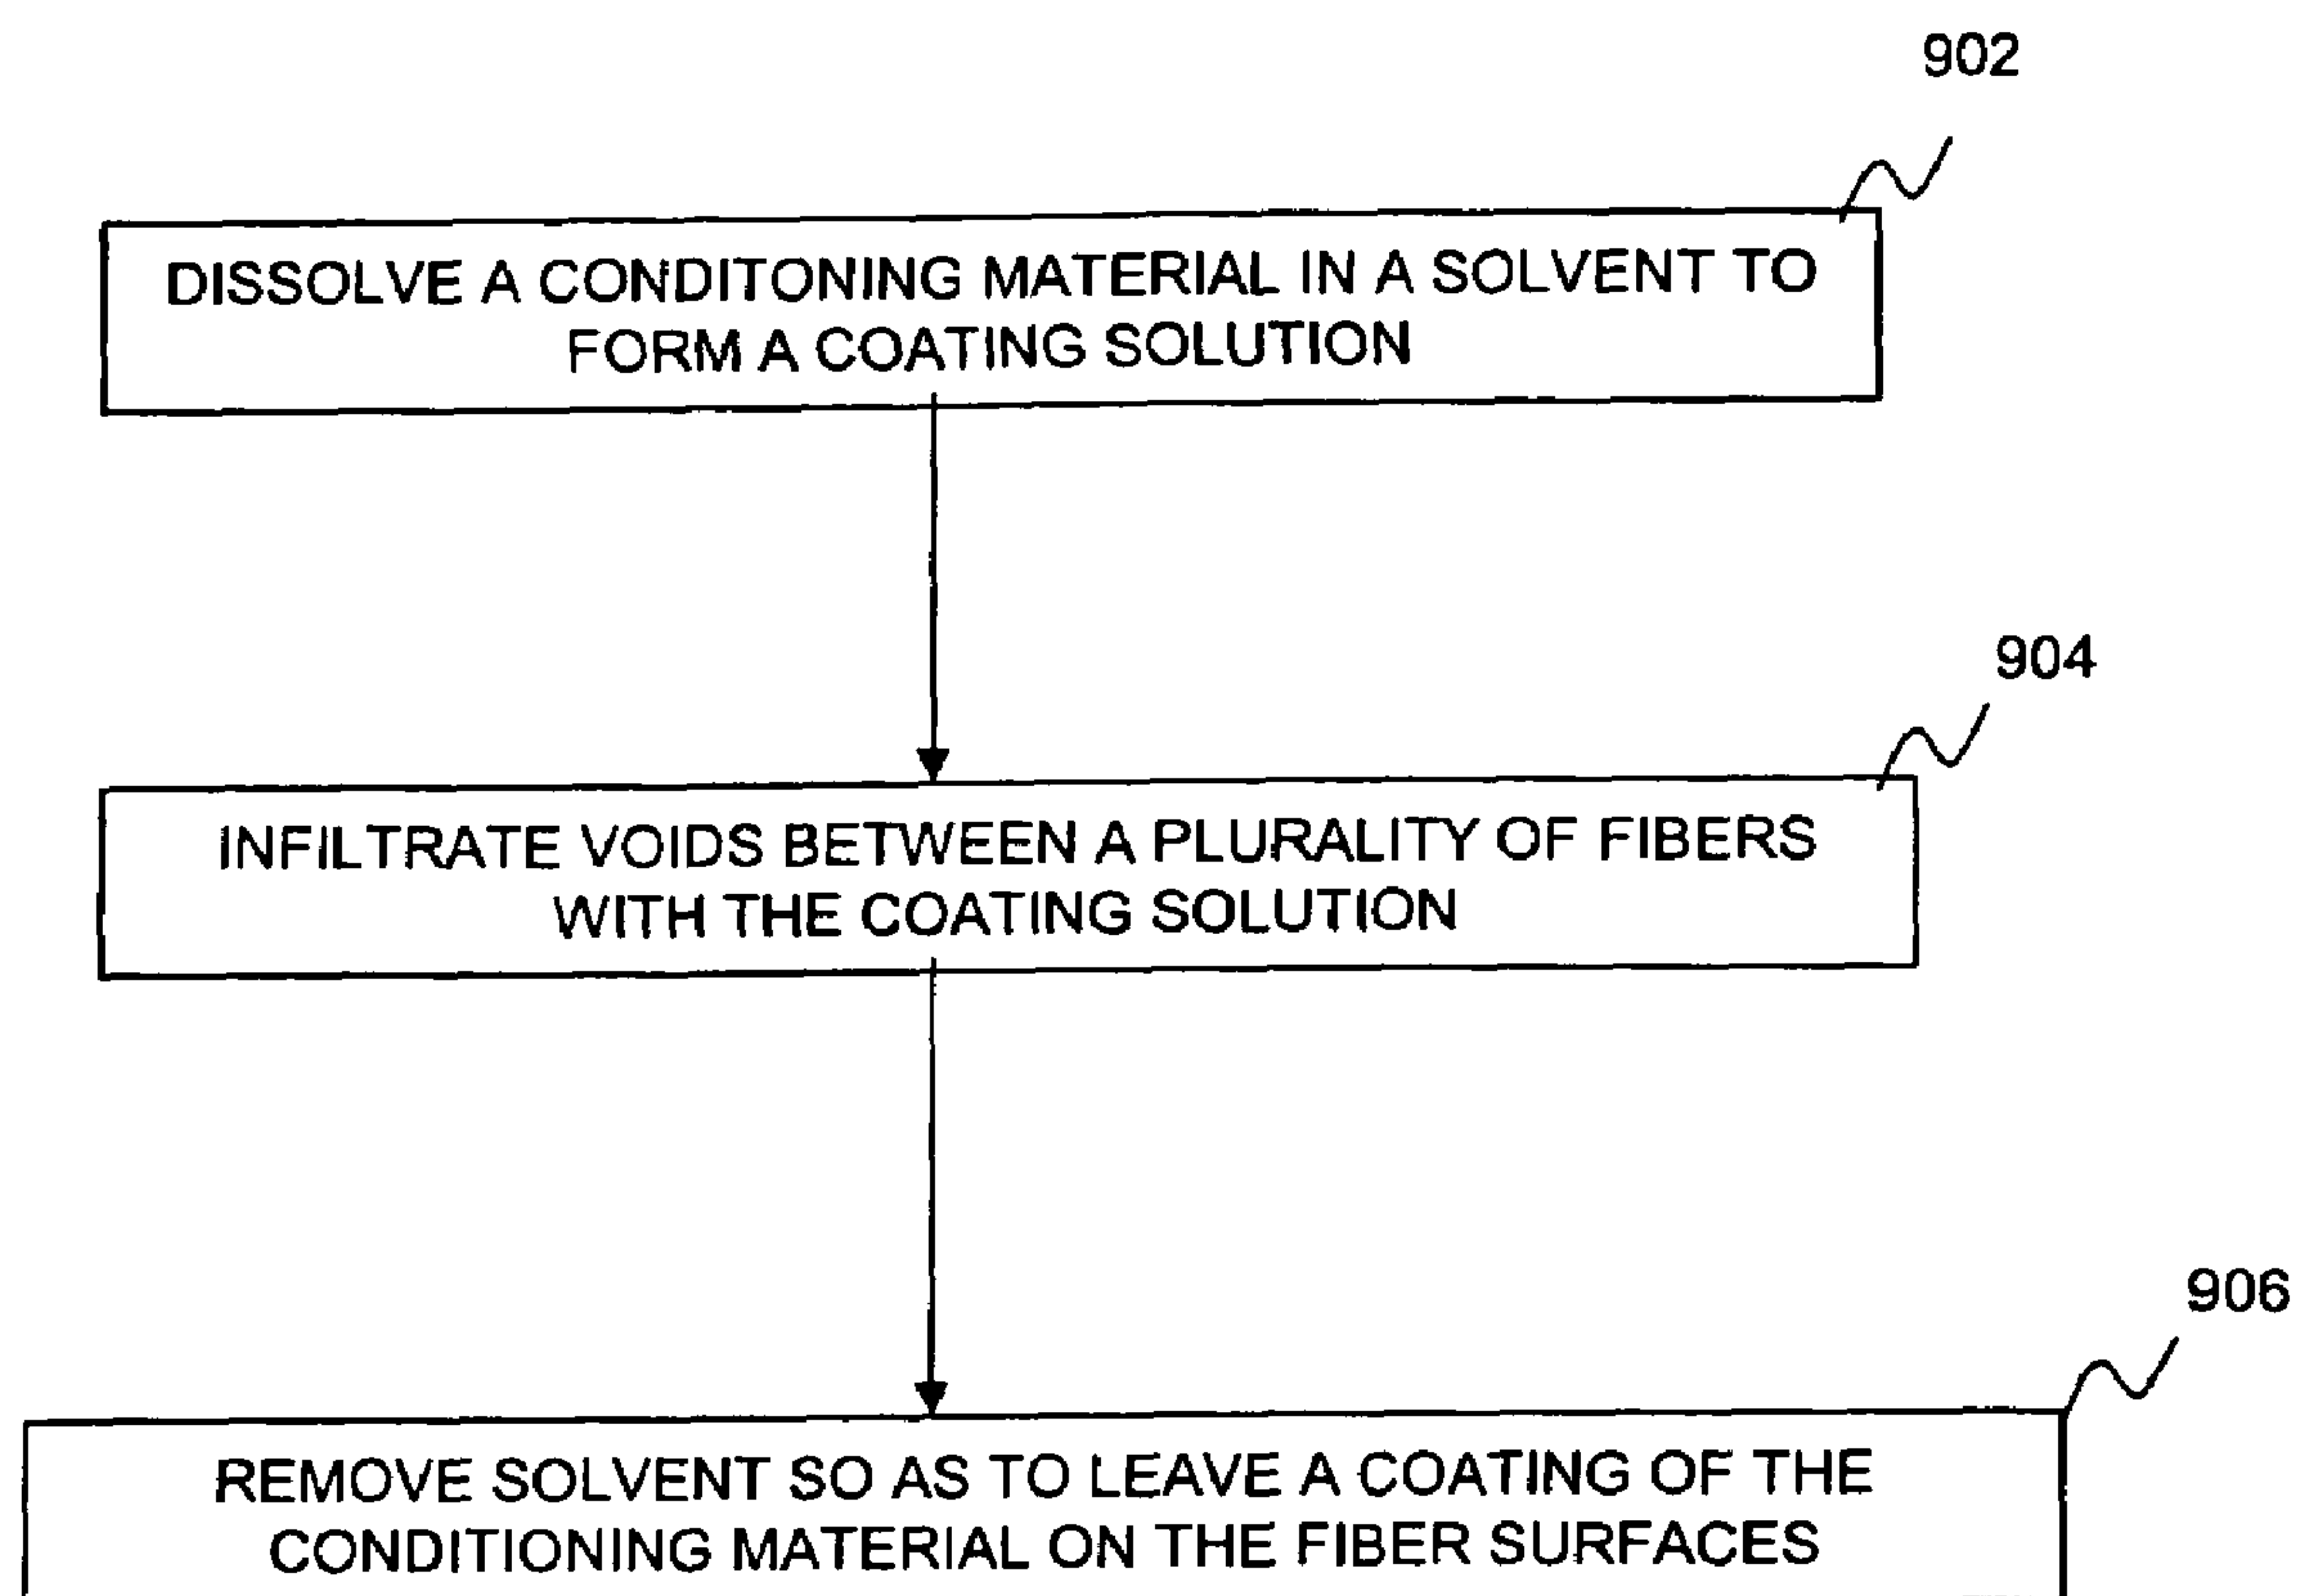 902
DISSOLVE A CONDITONING MATERIAL IN A SOLVENT TO
FORM A COATING SOLUTION
904
INFILTRATE VOIDS BETWEEN A PLURALITY OF FIBERS
WITH THE COATING SOLUTION
906
REMOVE SOLVENT SO AS TO LEAVE A COATING OF THE
CONDITIONING MATERIAL ON THE FIBER SURFACES